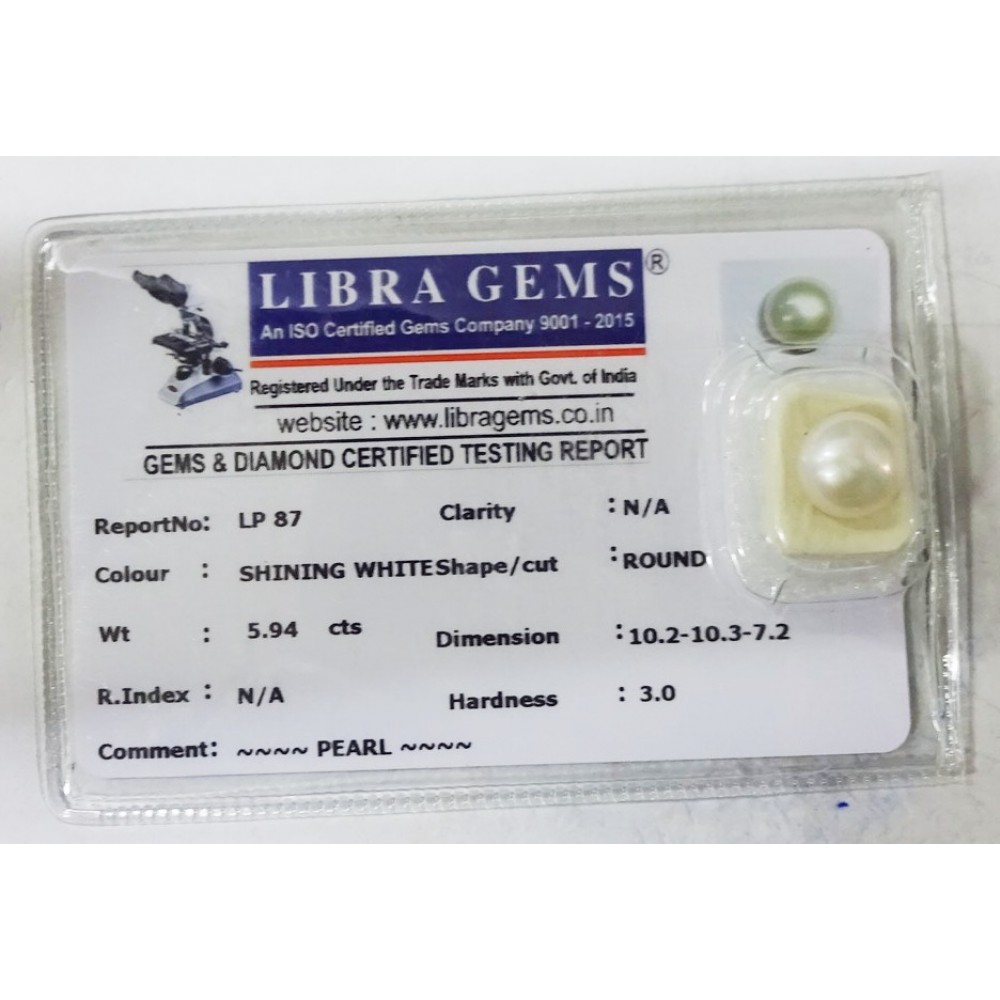 LIBRA GEMS ®
An ISO Certified Gems Company 9001 - 2015
Registered Under the Trade Marks with Govt. of India
website : www.libragems.co.in
GEMS & DIAMOND CERTIFIED TESTING REPORT
ReportNo: LP 87 Clarity : N/A
Colour : SHINING WHITE Shape/cut : ROUND
Wt : 5.94 cts Dimension : 10.2-10.3-7.2
R.Index : N/A Hardness : 3.0
Comment: ~~~~ PEARL ~~~~